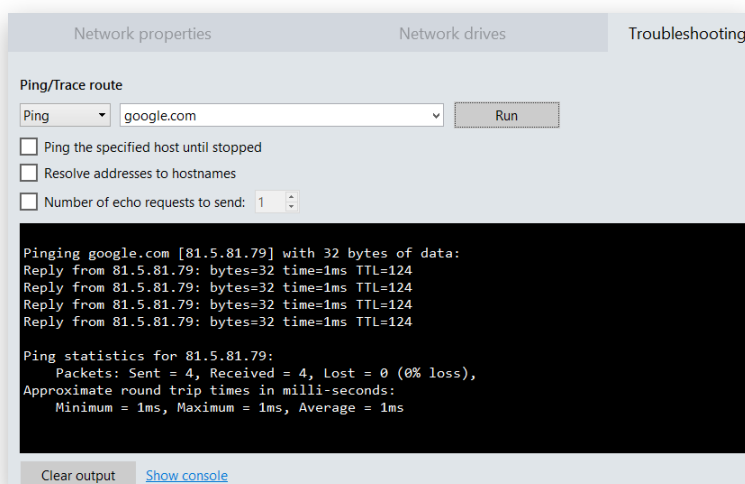 Network properties Network drives Troubleshooting
Ping/Trace route
Ping google.com Run
Ping the specified host until stopped
Resolve addresses to hostnames
Number of echo requests to send: 1
Pinging google.com [81.5.81.79] with 32 bytes of data:
Reply from 81.5.81.79: bytes=32 time=1ms TTL=124
Reply from 81.5.81.79: bytes=32 time=1ms TTL=124
Reply from 81.5.81.79: bytes=32 time=1ms TTL=124
Reply from 81.5.81.79: bytes=32 time=1ms TTL=124
Ping statistics for 81.5.81.79:
Packets: Sent = 4, Received = 4, Lost = 0 (0% loss),
Approximate round trip times in milli-seconds:
Minimum = 1ms, Maximum = 1ms, Average = 1ms
Clear output Show console